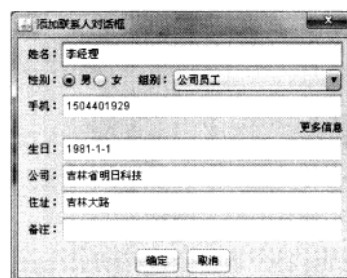 添加联系人对话框
姓名： 李经理
性别： 男 女 组别： 公司员工
手机： 1504401929
更多信息
生日： 1981-1-1
公司： 吉林省明日科技
住址： 吉林大路
备注：
确定 取消